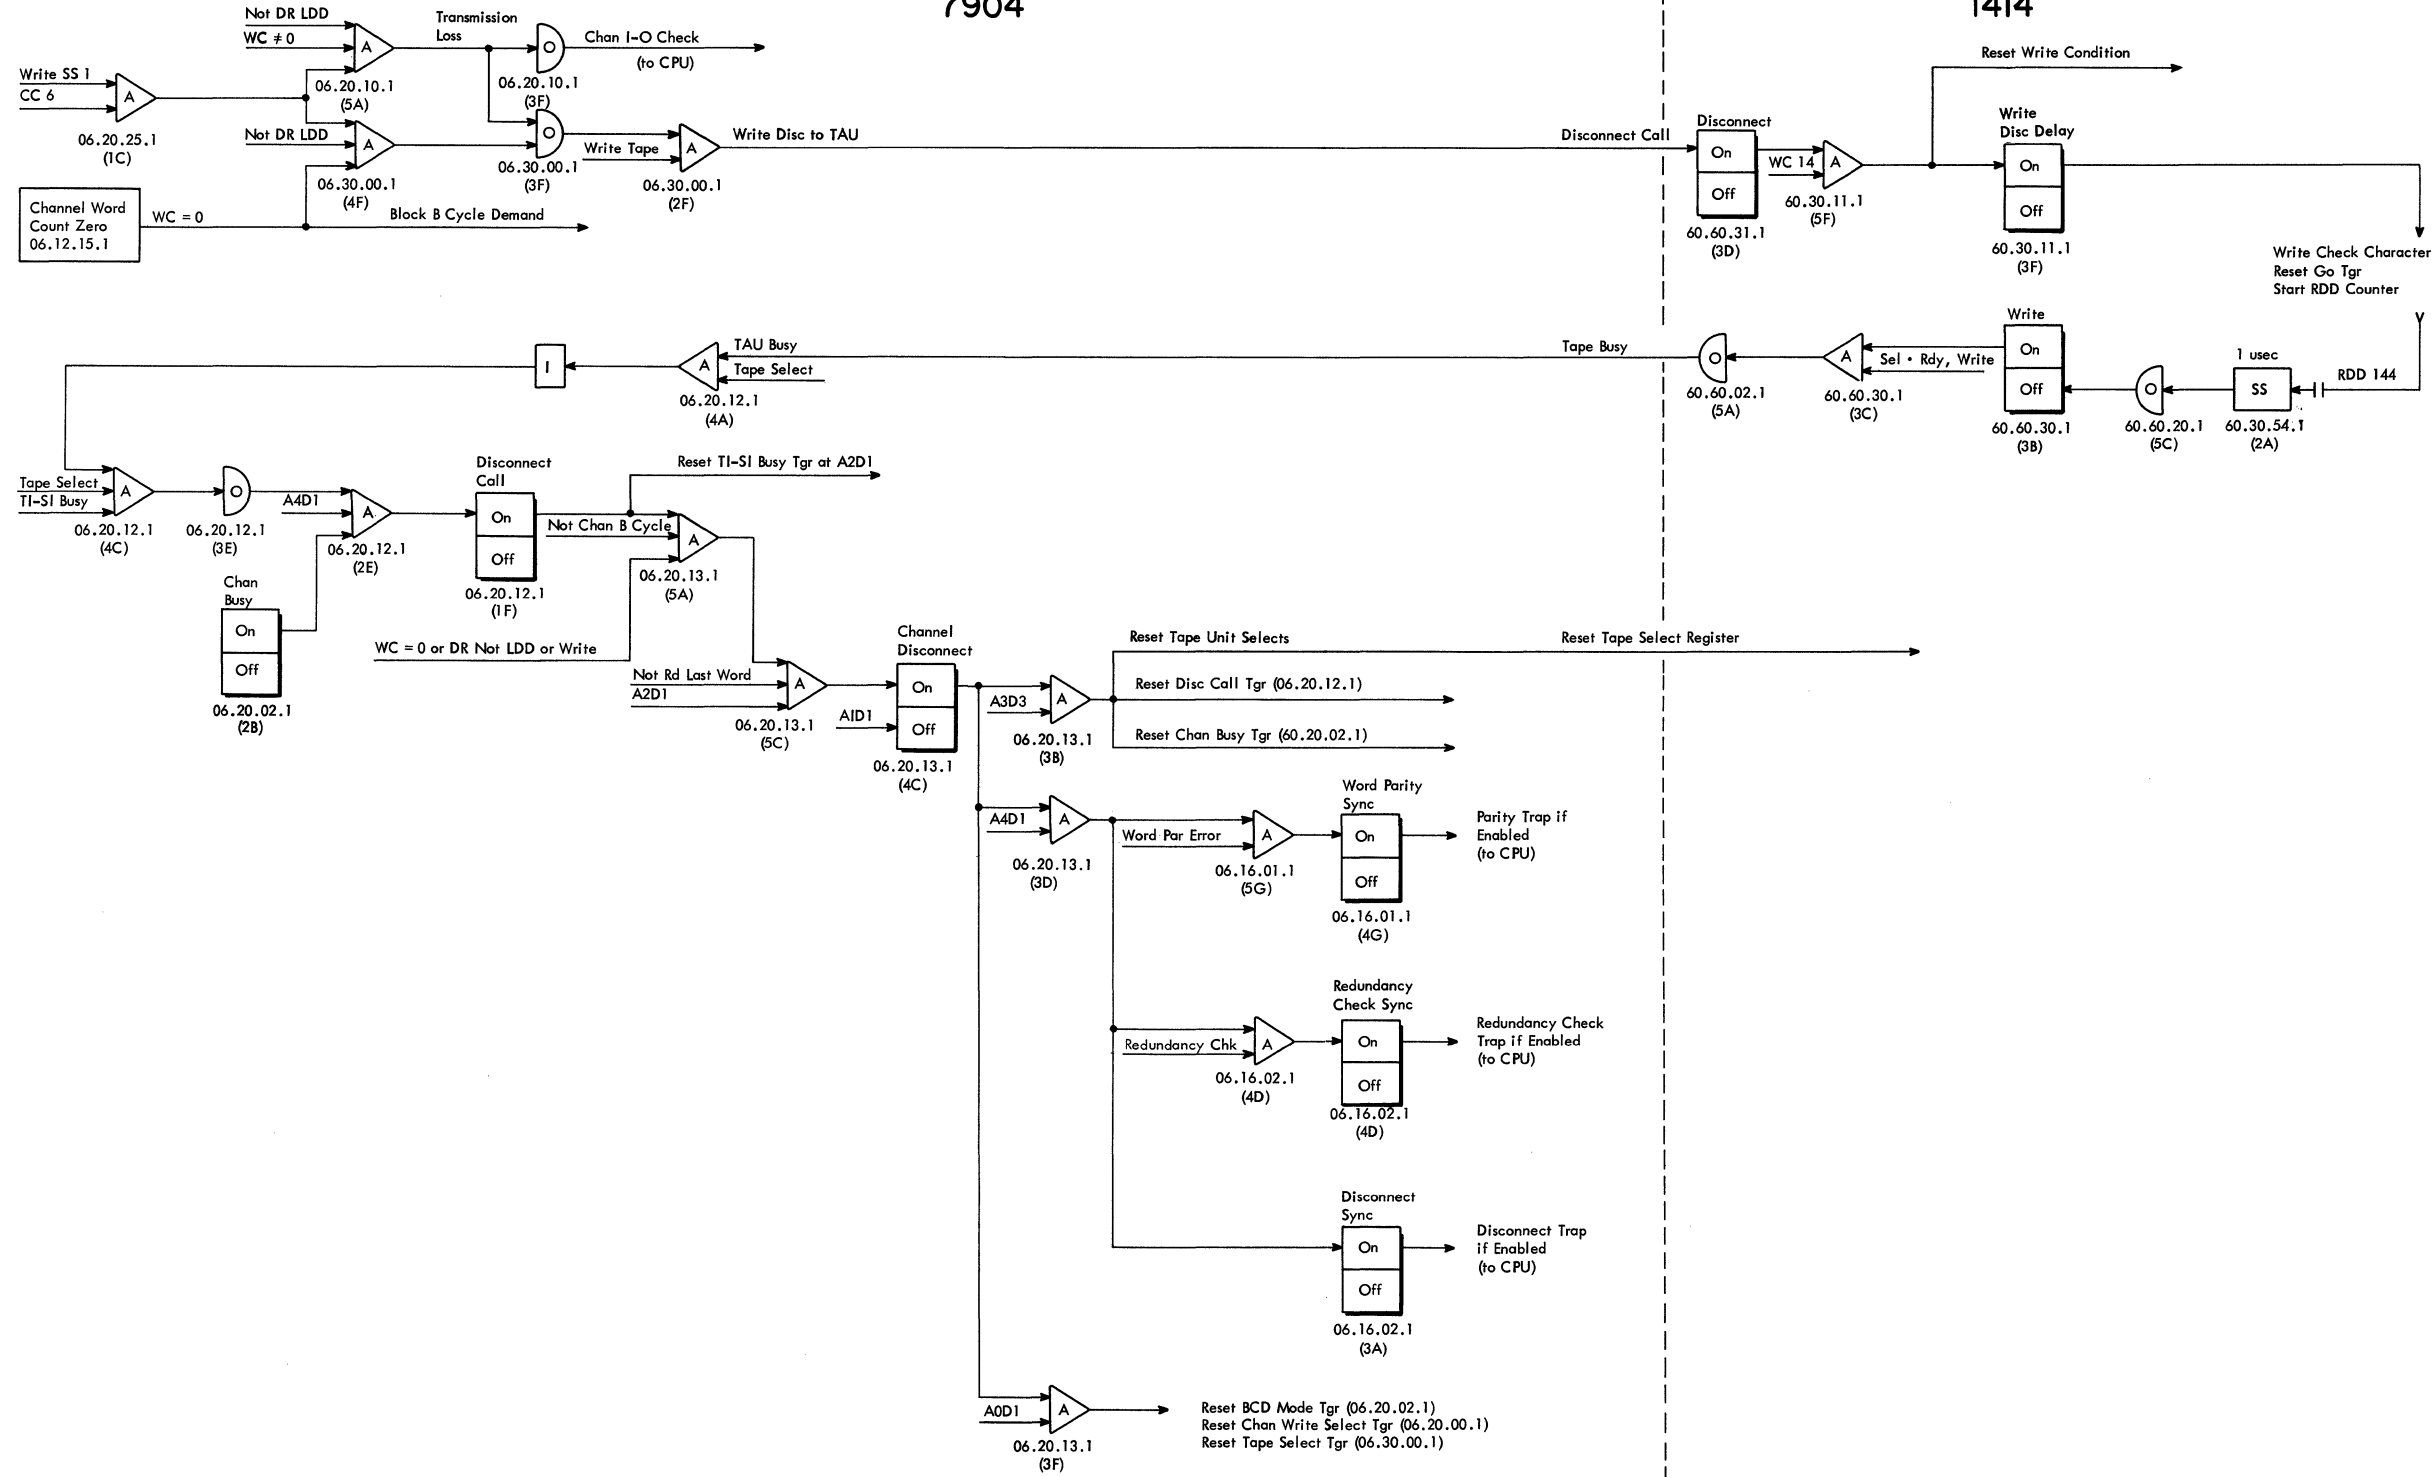 7904
1414
Not DR LDD
WC ≠ 0
A
Transmission
Loss
O
Chan I-O Check
(to CPU)
Write SS 1
CC 6
A
06.20.25.1
(1C)
06.20.10.1
(5A)
06.20.10.1
(3F)
Not DR LDD
A
06.30.00.1
(4F)
O
06.30.00.1
(3F)
Write Tape
A
06.30.00.1
(2F)
Write Disc to TAU
Disconnect Call
Channel Word
Count Zero
06.12.15.1
WC = 0
Block B Cycle Demand
Disconnect
On
Off
60.60.31.1
(3D)
WC 14
A
60.30.11.1
(5F)
Reset Write Condition
Write
Disc Delay
On
Off
60.30.11.1
(3F)
Write Check Character
Reset Go Tgr
Start RDD Counter
RDD 144
1 usec
SS
60.30.54.1
(2A)
O
60.60.20.1
(5C)
Write
On
Off
60.60.30.1
(3B)
Sel • Rdy, Write
A
60.60.30.1
(3C)
O
60.60.02.1
(5A)
Tape Busy
TAU Busy
Tape Select
A
06.20.12.1
(4A)
I
Tape Select
TI-SI Busy
A
06.20.12.1
(4C)
O
06.20.12.1
(3E)
A4D1
A
06.20.12.1
(2E)
Chan
Busy
On
Off
06.20.02.1
(2B)
Disconnect
Call
On
Off
06.20.12.1
(1F)
Reset TI-SI Busy Tgr at A2D1
Not Chan B Cycle
A
06.20.13.1
(5A)
WC = 0 or DR Not LDD or Write
Not Rd Last Word
A2D1
A
06.20.13.1
(5C)
AID1
Channel
Disconnect
On
Off
06.20.13.1
(4C)
A3D3
A
06.20.13.1
(3B)
Reset Tape Unit Selects
Reset Tape Select Register
Reset Disc Call Tgr (06.20.12.1)
Reset Chan Busy Tgr (60.20.02.1)
A4D1
A
06.20.13.1
(3D)
Word Par Error
A
06.16.01.1
(5G)
Word Parity
Sync
On
Off
06.16.01.1
(4G)
Parity Trap if
Enabled
(to CPU)
Redundancy Chk
A
06.16.02.1
(4D)
Redundancy
Check Sync
On
Off
06.16.02.1
(4D)
Redundancy Check
Trap if Enabled
(to CPU)
Disconnect
Sync
On
Off
06.16.02.1
(3A)
Disconnect Trap
if Enabled
(to CPU)
A0D1
A
06.20.13.1
(3F)
Reset BCD Mode Tgr (06.20.02.1)
Reset Chan Write Select Tgr (06.20.00.1)
Reset Tape Select Tgr (06.30.00.1)